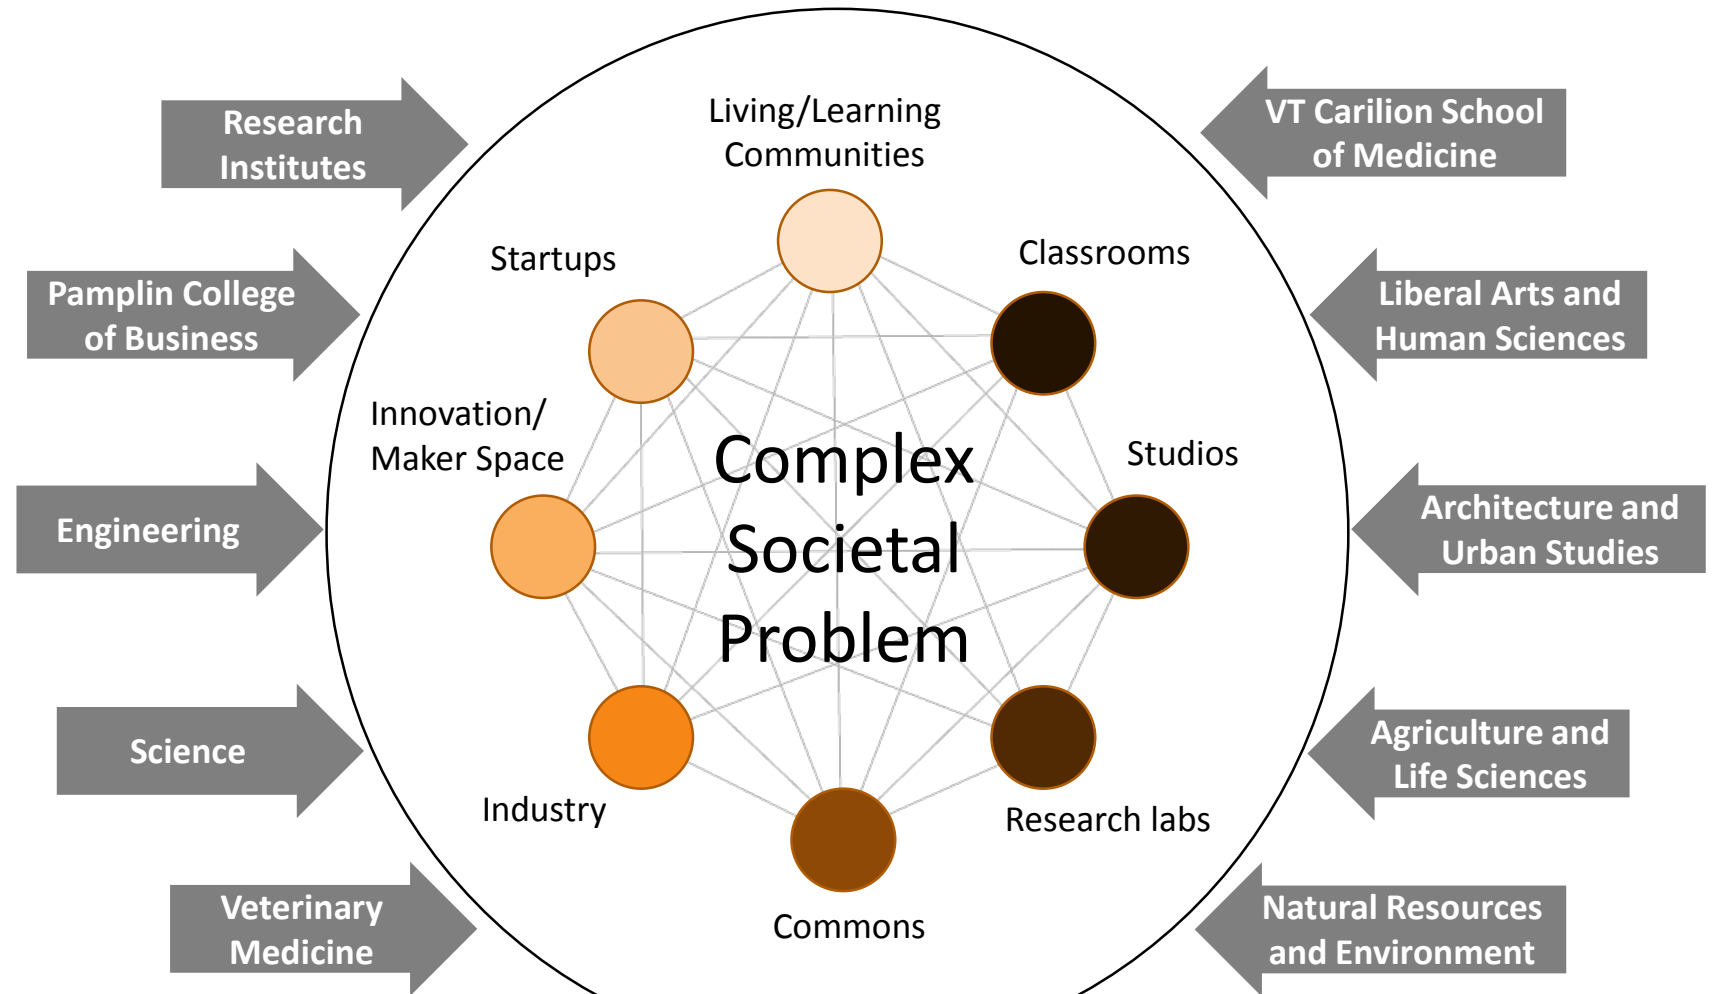 Research
Institutes
Pamplin College
of Business
Engineering
Science
Veterinary
Medicine
Living/Learning
Communities
Startups
Classrooms
Innovation/
Maker Space
Studios
Complex
Societal
Problem
Industry
Research labs
Commons
VT Carilion School
of Medicine
Liberal Arts and
Human Sciences
Architecture and
Urban Studies
Agriculture and
Life Sciences
Natural Resources
and Environment